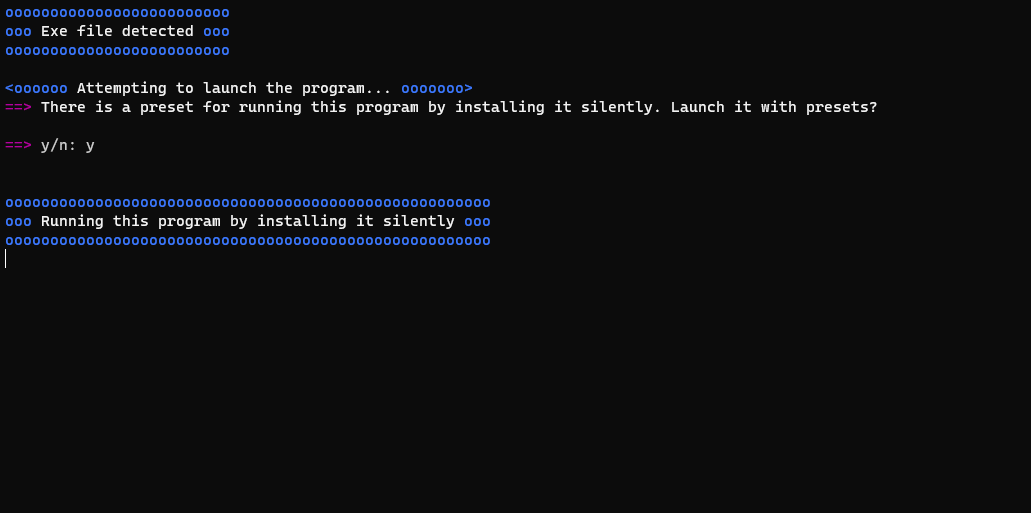 ooooooooooooooooooooooooo
ooo Exe file detected ooo
ooooooooooooooooooooooooo
<oooooo Attempting to launch the program... ooooooo>
==> There is a preset for running this program by installing it silently. Launch it with presets?
==> y/n: y
oooooooooooooooooooooooooooooooooooooooooooooooooooooo
ooo Running this program by installing it silently ooo
oooooooooooooooooooooooooooooooooooooooooooooooooooooo